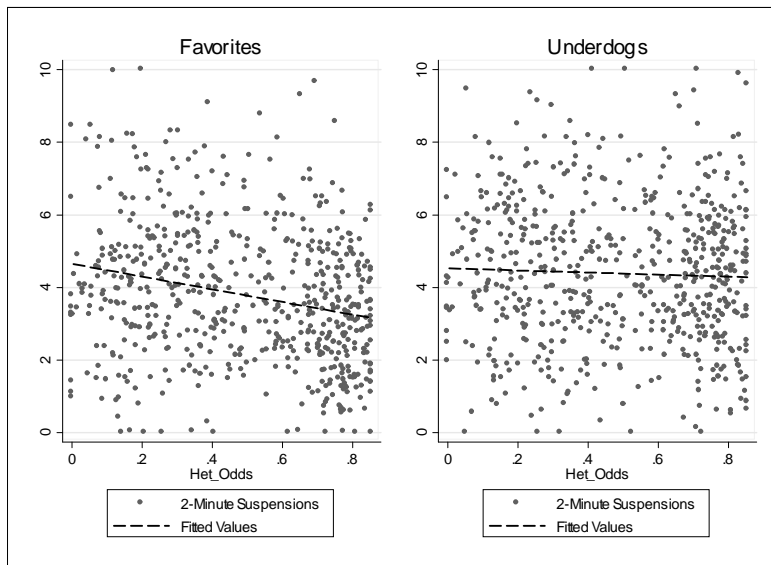 Favorites
10
8
6
4
2
0
0
.2
.4
.6
.8
Het_Odds
2-Minute Suspensions
Fitted Values
Underdogs
10
8
6
4
2
0
0
.2
.4
.6
.8
Het_Odds
2-Minute Suspensions
Fitted Values